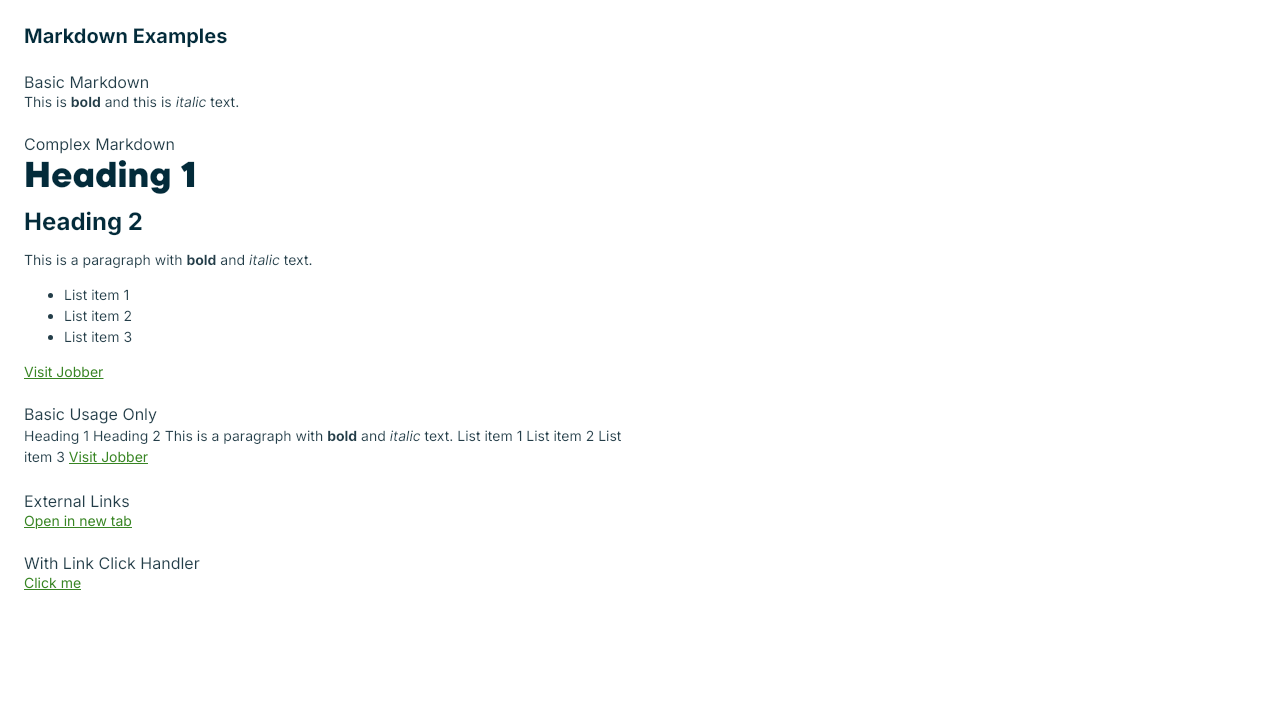 Markdown Examples
Basic Markdown
This is bold and this is italic text.
Complex Markdown
Heading 1
Heading 2
This is a paragraph with bold and italic text.
List item 1
List item 2
List item 3
Visit Jobber
Basic Usage Only
Heading 1 Heading 2 This is a paragraph with bold and italic text. List item 1 List item 2 List
item 3 Visit Jobber
External Links
Open in new tab
With Link Click Handler
Click me